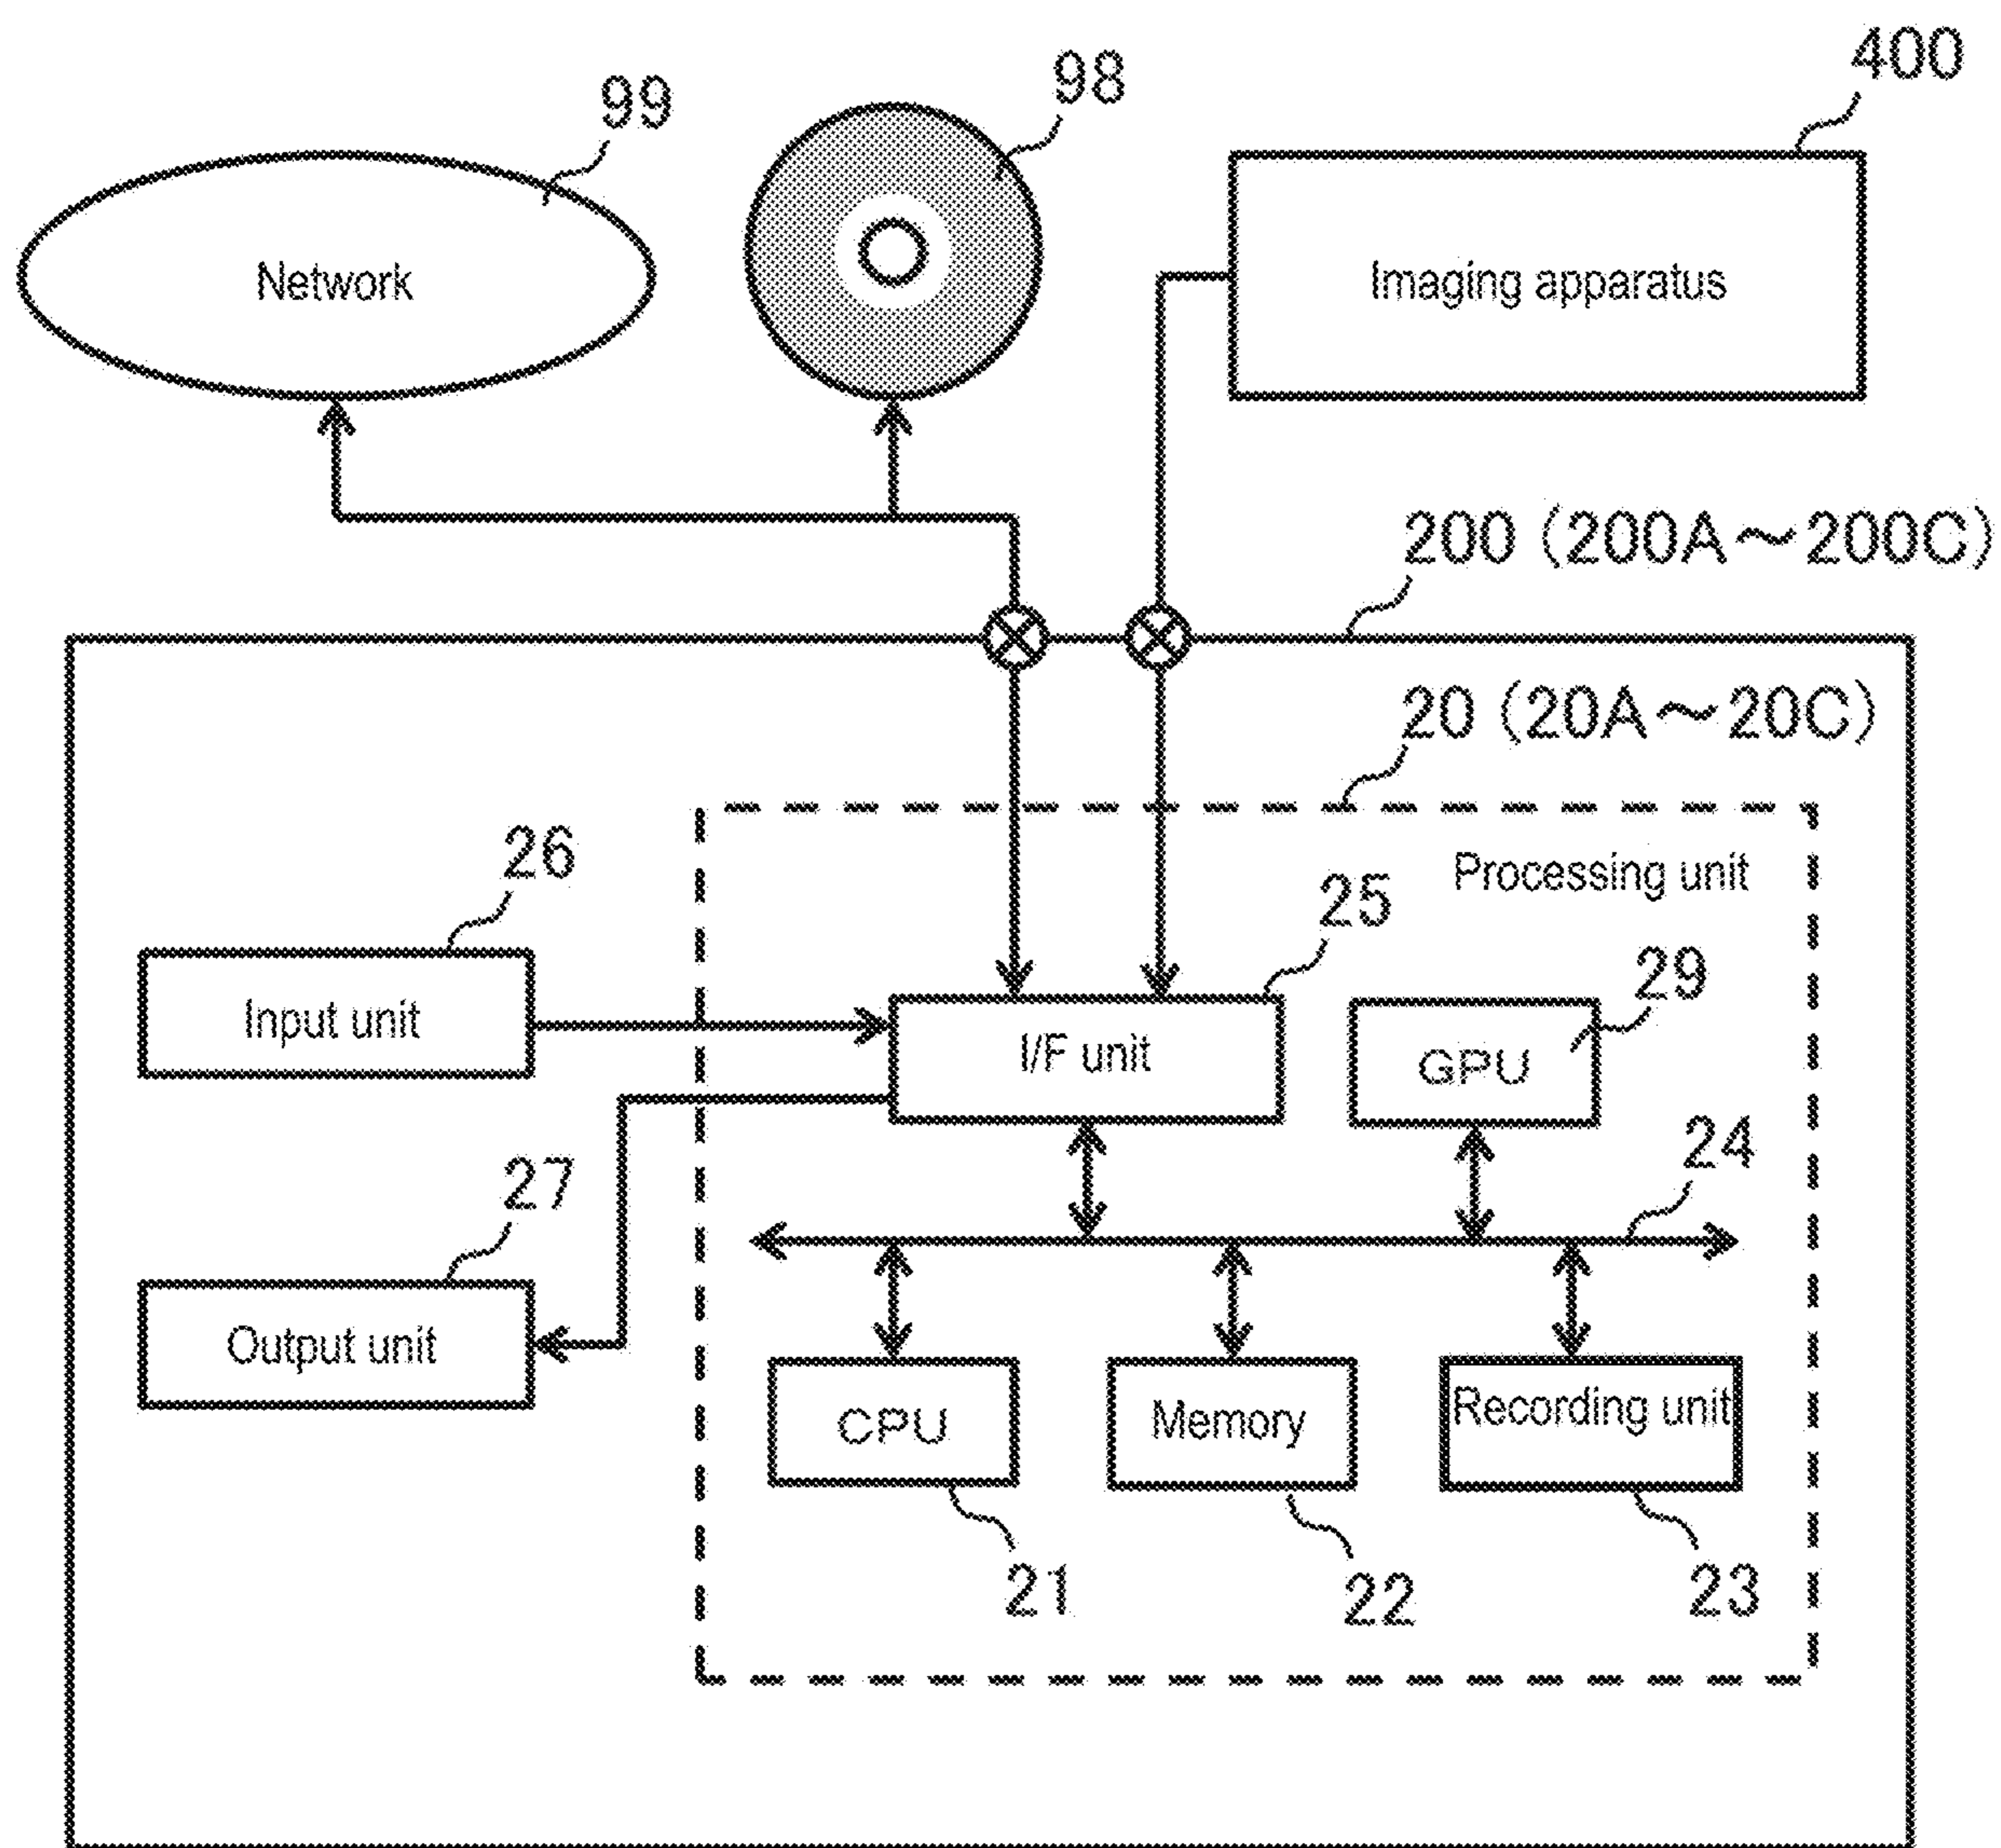 400
98
99
Network
Imaging apparatus
200 (200A～200C)
20 (20A～20C)
Processing unit
26
25
29
Input unit
I/F unit
GPU
24
27
Output unit
CPU
Memory
Recording unit
21
22
23